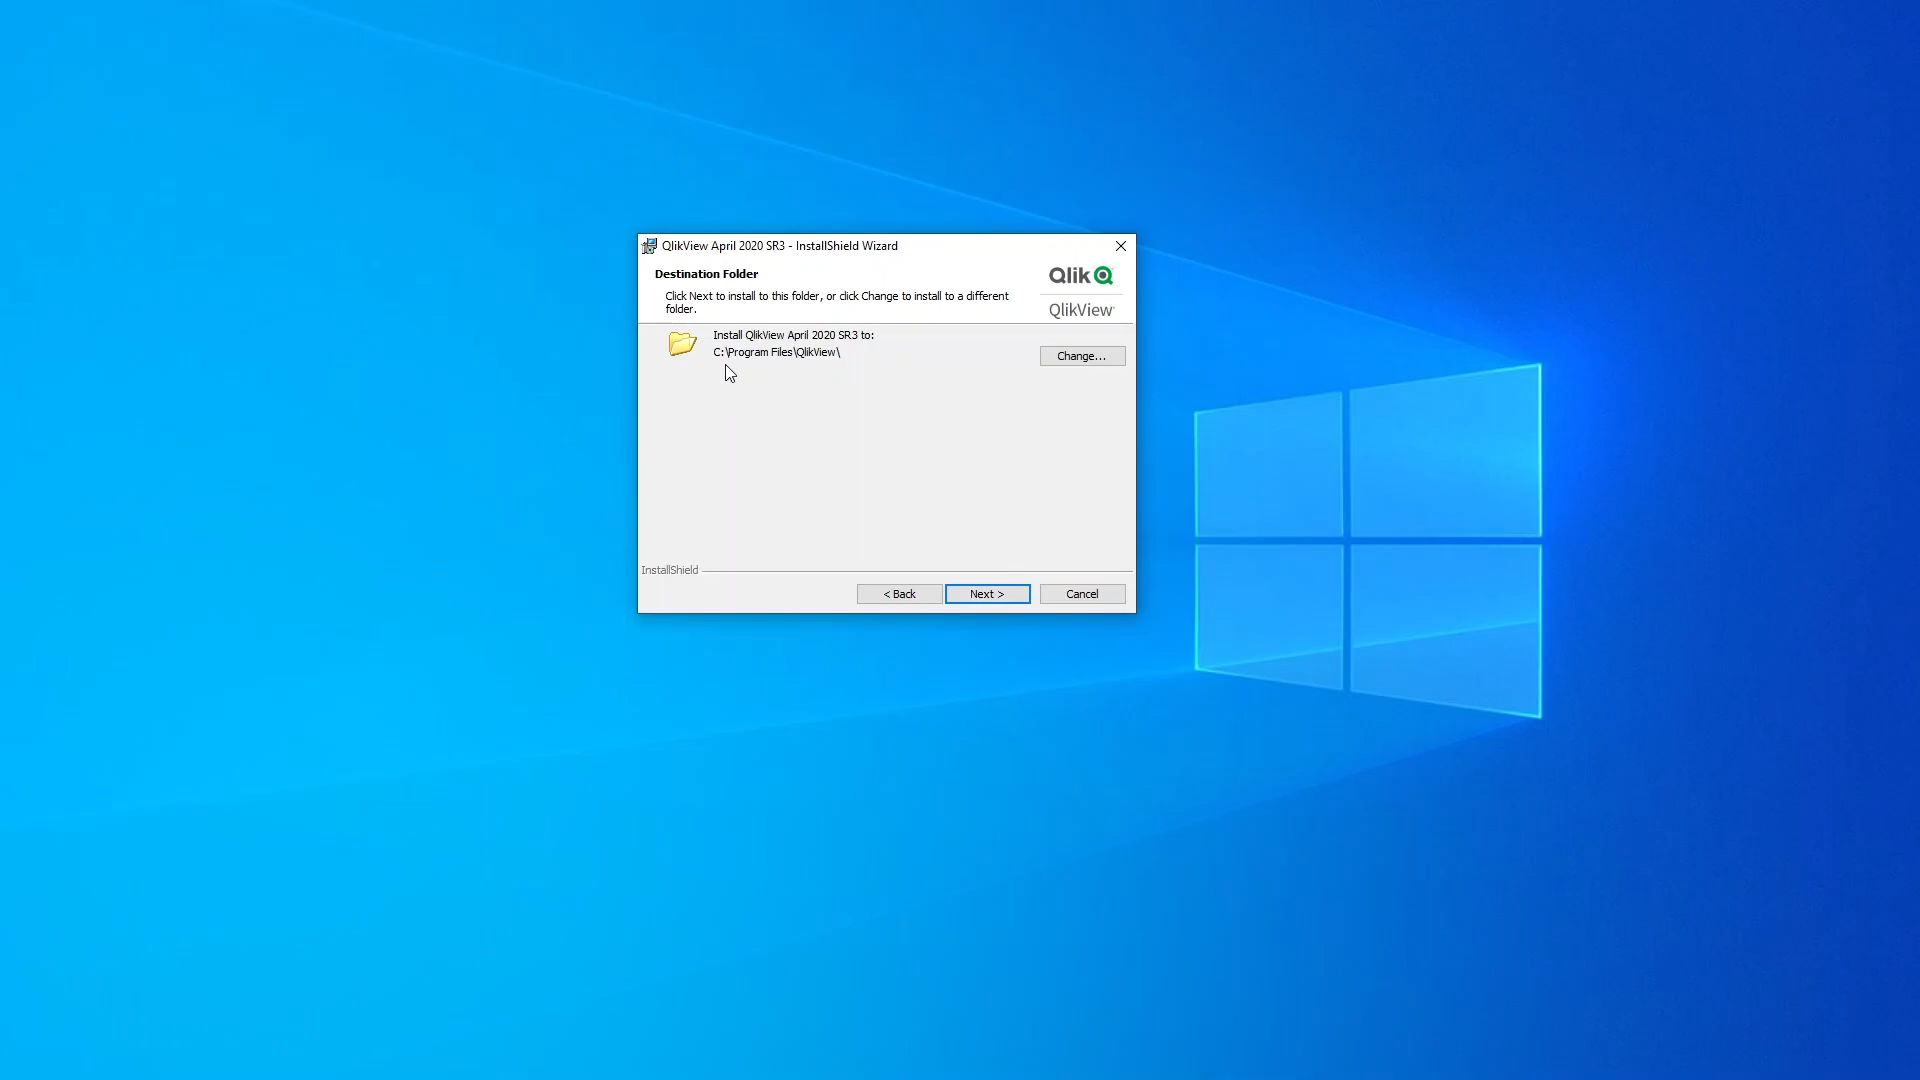 QlikView April 2020 SR3 - InstallShield Wizard
Destination Folder
Click Next to install to this folder, or click Change to install to a different
folder.
Qlik
QlikView
Install QlikView April 2020 SR3 to:
C:\Program Files\QlikView\
Change...
InstallShield
< Back
Next >
Cancel